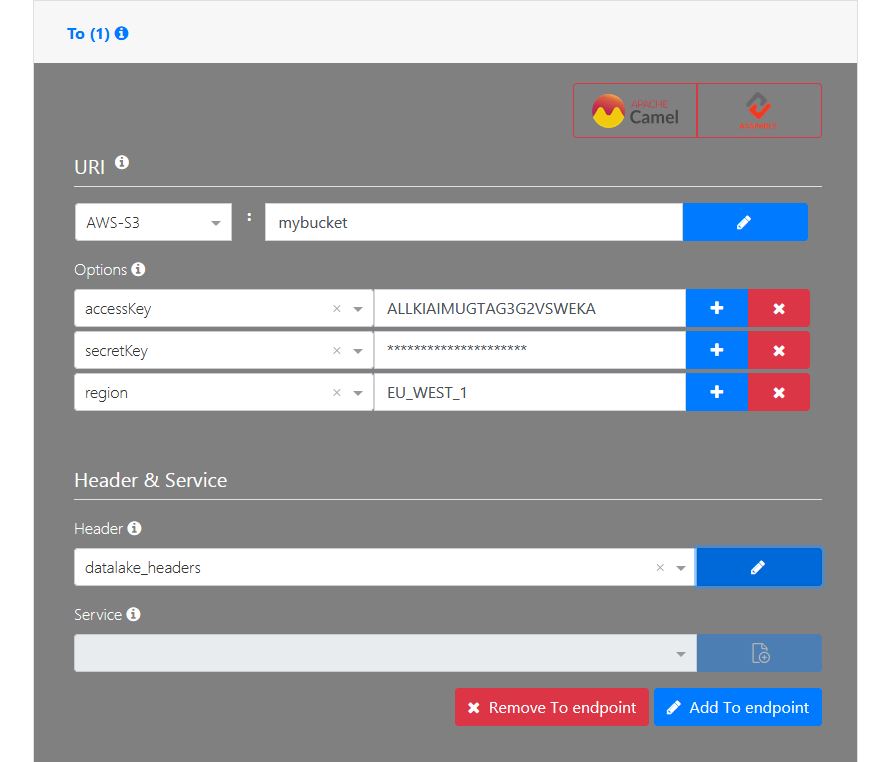 To (1)
APACHE
Camel
ASSIMBLY
URI
AWS-S3 : mybucket
Options
accessKey × ALLKIAIMUGTAG3G2VSWEKA
secretKey × *********************
region × EU_WEST_1
Header & Service
Header
datalake_headers ×
Service
Remove To endpoint Add To endpoint